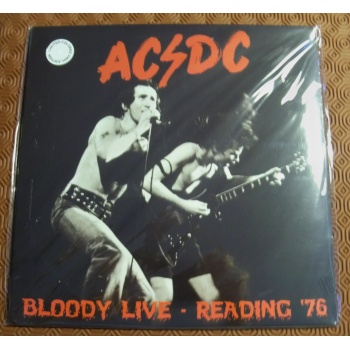 AC DC
BLOODY LIVE - READING '76